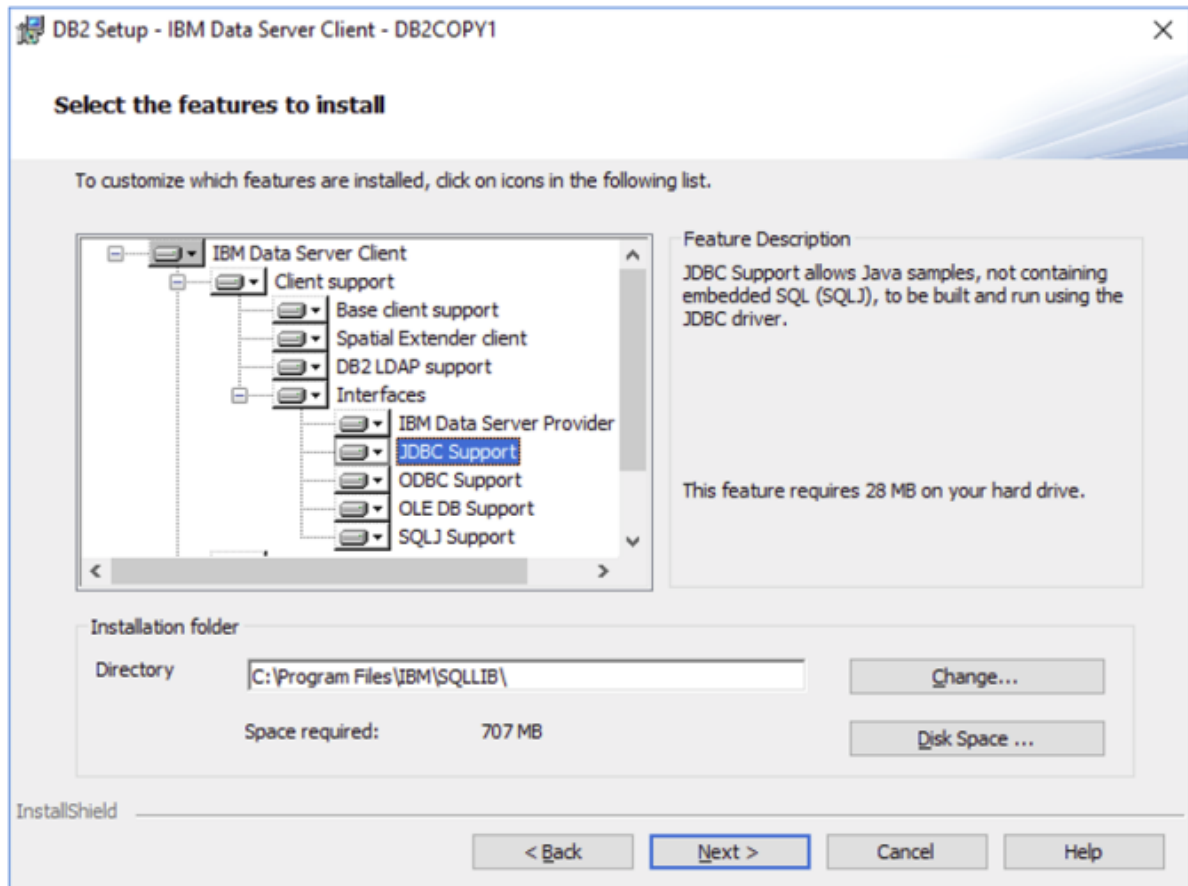 DB2 Setup - IBM Data Server Client - DB2COPY1
Select the features to install
To customize which features are installed, click on icons in the following list.
IBM Data Server Client
Client support
Base client support
Spatial Extender client
DB2 LDAP support
Interfaces
IBM Data Server Provider
JDBC Support
ODBC Support
OLE DB Support
SQLJ Support
Feature Description
JDBC Support allows Java samples, not containing
embedded SQL (SQLJ), to be built and run using the
JDBC driver.
This feature requires 28 MB on your hard drive.
Installation folder
Directory
C:\Program Files\IBM\SQLLIB\
Change...
Space required: 707 MB
Disk Space ...
InstallShield
< Back
Next >
Cancel
Help